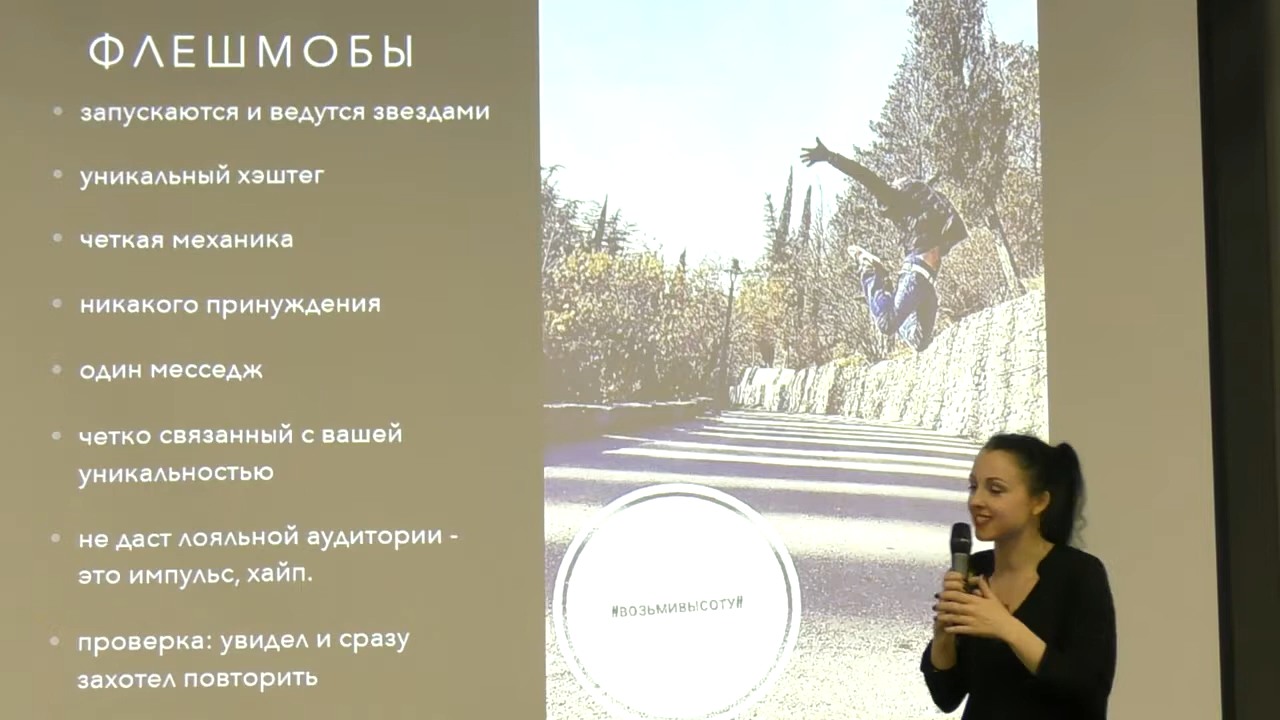 ФЛЕШМОБЫ
запускаются и ведутся звездами
уникальный хэштег
четкая механика
никакого принуждения
один месседж
четко связанный с вашей
уникальностью
не даст лояльной аудитории -
это импульс, хайп.
проверка: увидел и сразу
захотел повторить
#ВОЗЬМИВЫСОТУ#